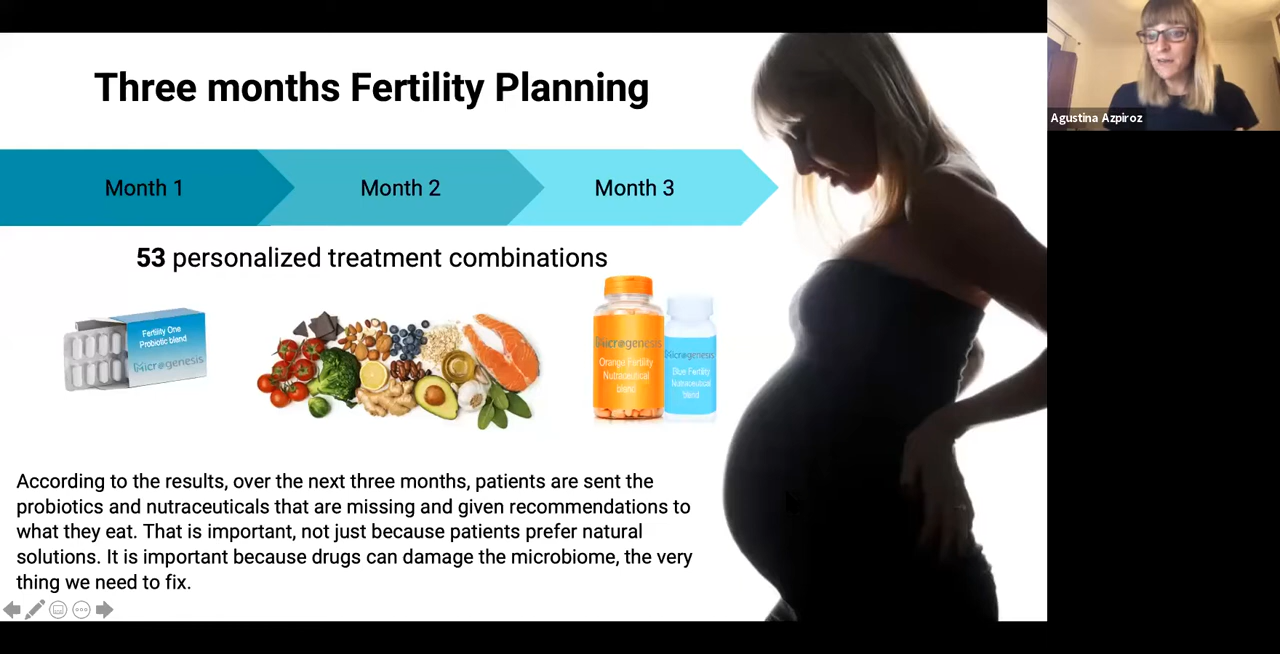 Three months Fertility Planning
Agustina Azpiroz
Month 1
Month 2
Month 3
53 personalized treatment combinations
Fertility One
Probiotic blend
Microgenesis
Microgenesis
Orange Fertility
Nutraceutical
blend
Microgenesis
Blue Fertility
Nutraceutical
blend
According to the results, over the next three months, patients are sent the
probiotics and nutraceuticals that are missing and given recommendations to
what they eat. That is important, not just because patients prefer natural
solutions. It is important because drugs can damage the microbiome, the very
thing we need to fix.